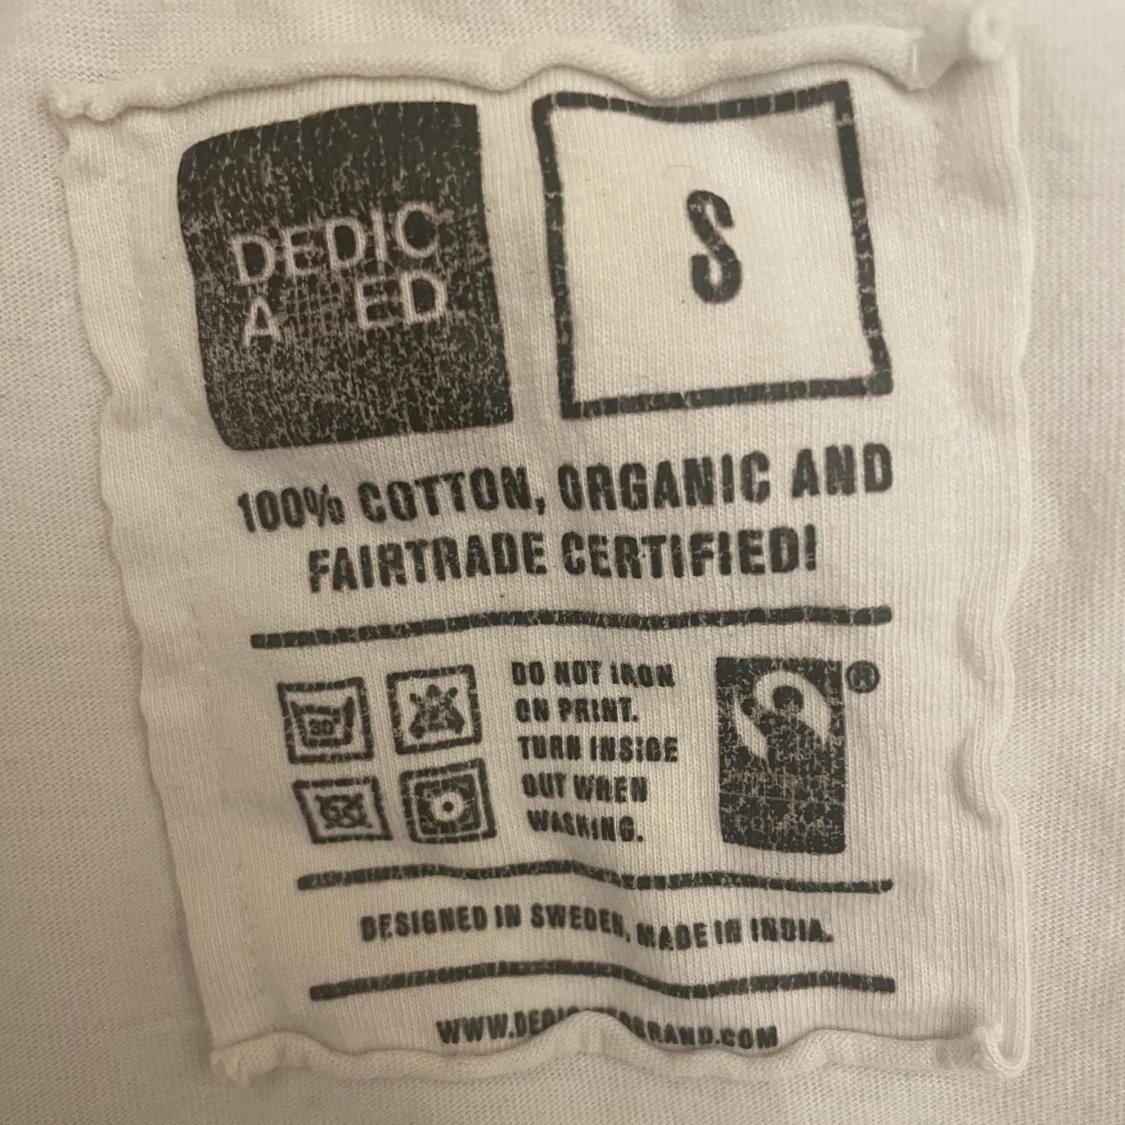 DEDIC
A ED
S
100% COTTON, ORGANIC AND
FAIRTRADE CERTIFIED!
30°
DO NOT IRON
ON PRINT.
TURN INSIDE
OUT WHEN
WASHING.
®
DESIGNED IN SWEDEN, MADE IN INDIA.